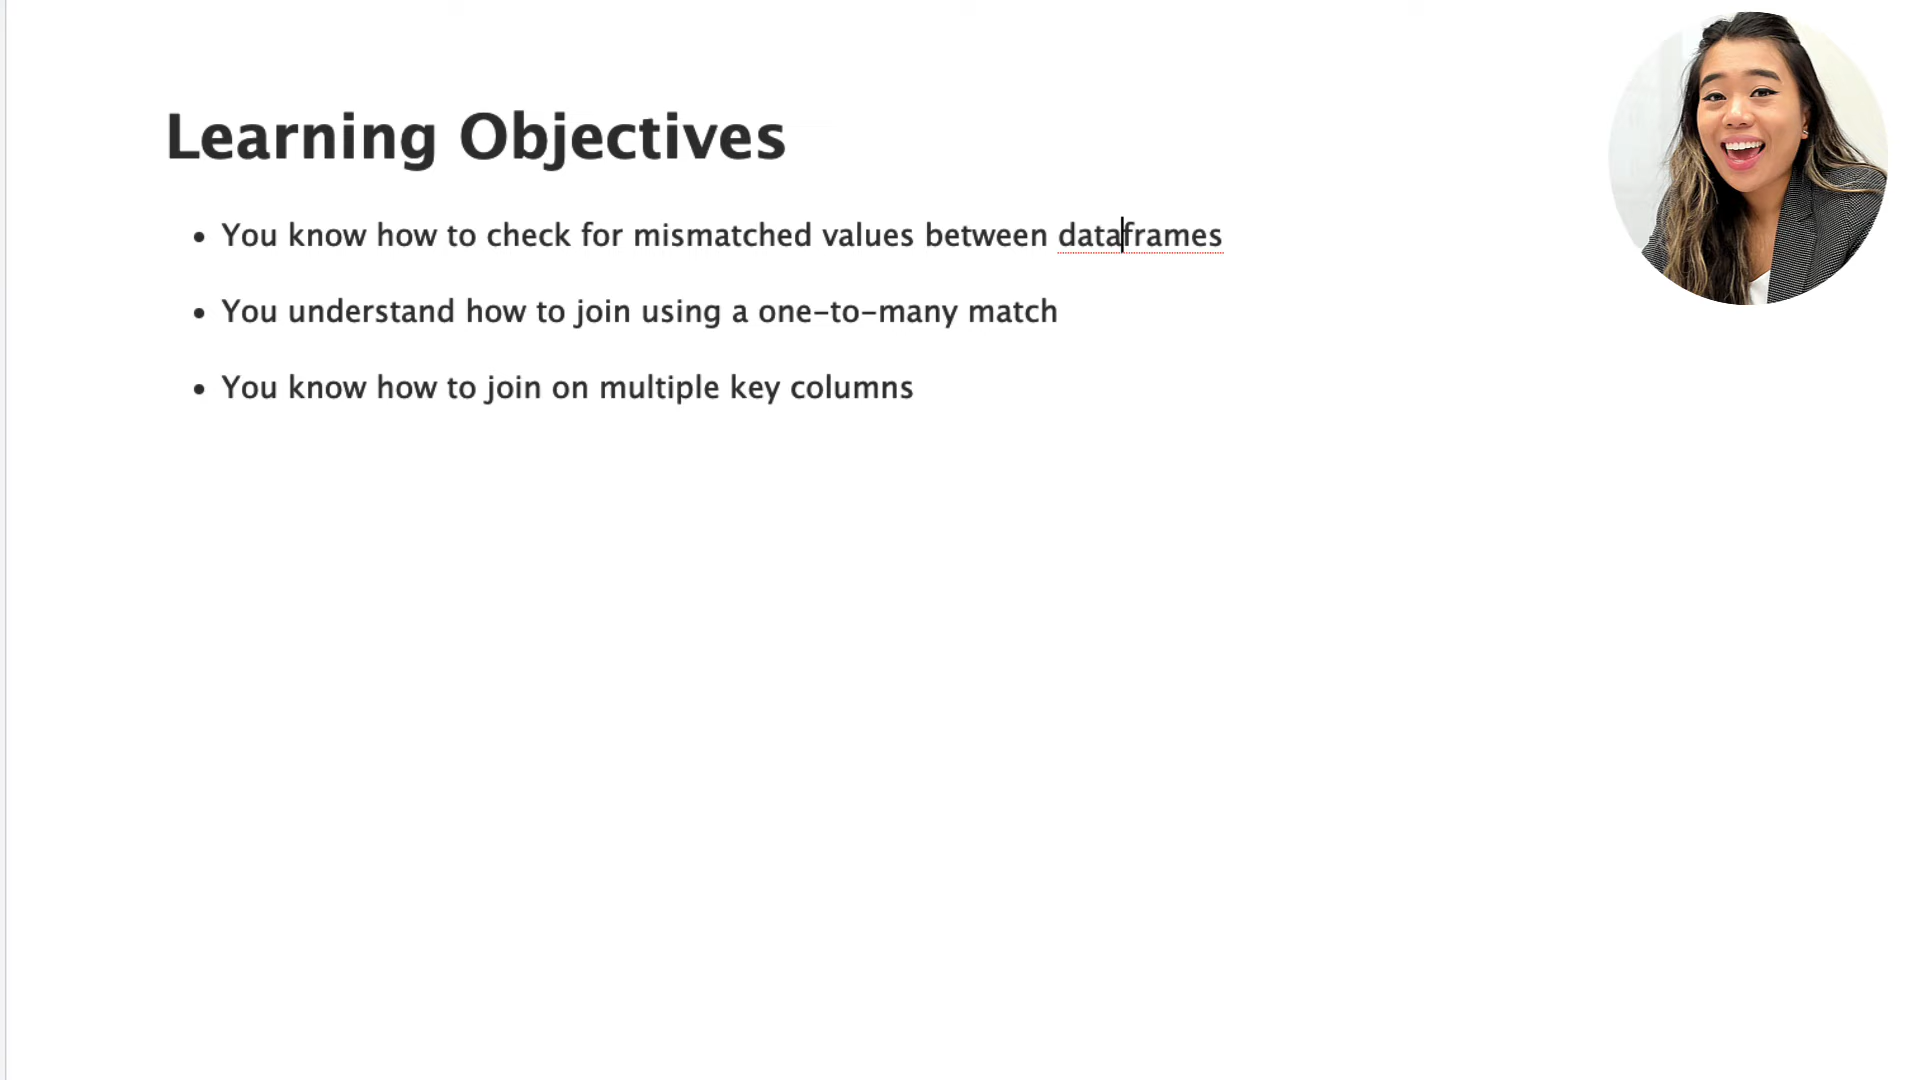 Learning Objectives
• You know how to check for mismatched values between dataframes
• You understand how to join using a one-to-many match
• You know how to join on multiple key columns